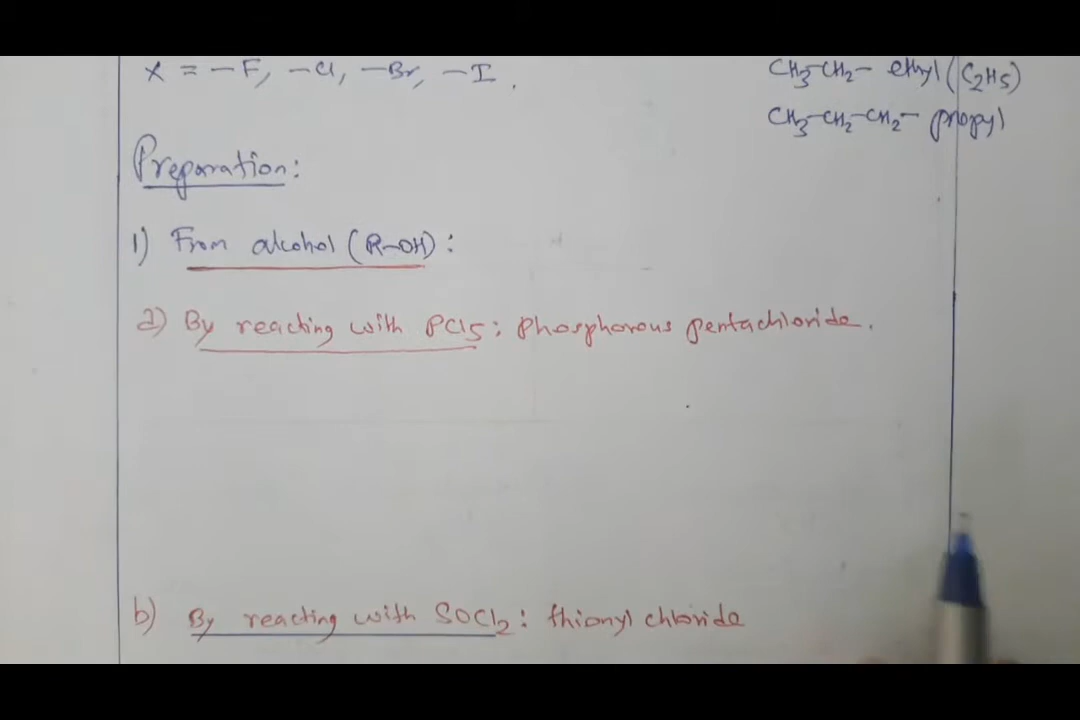 X = -F, -Cl, -Br, -I .
CH3-CH2- ethyl (C2H5)
CH3-CH2-CH2- propyl
Preparation:
1) From alcohol (R-OH) :
a) By reacting with PCl5 : Phosphorous pentachloride.
b) By reacting with SOCl2 : thionyl chloride